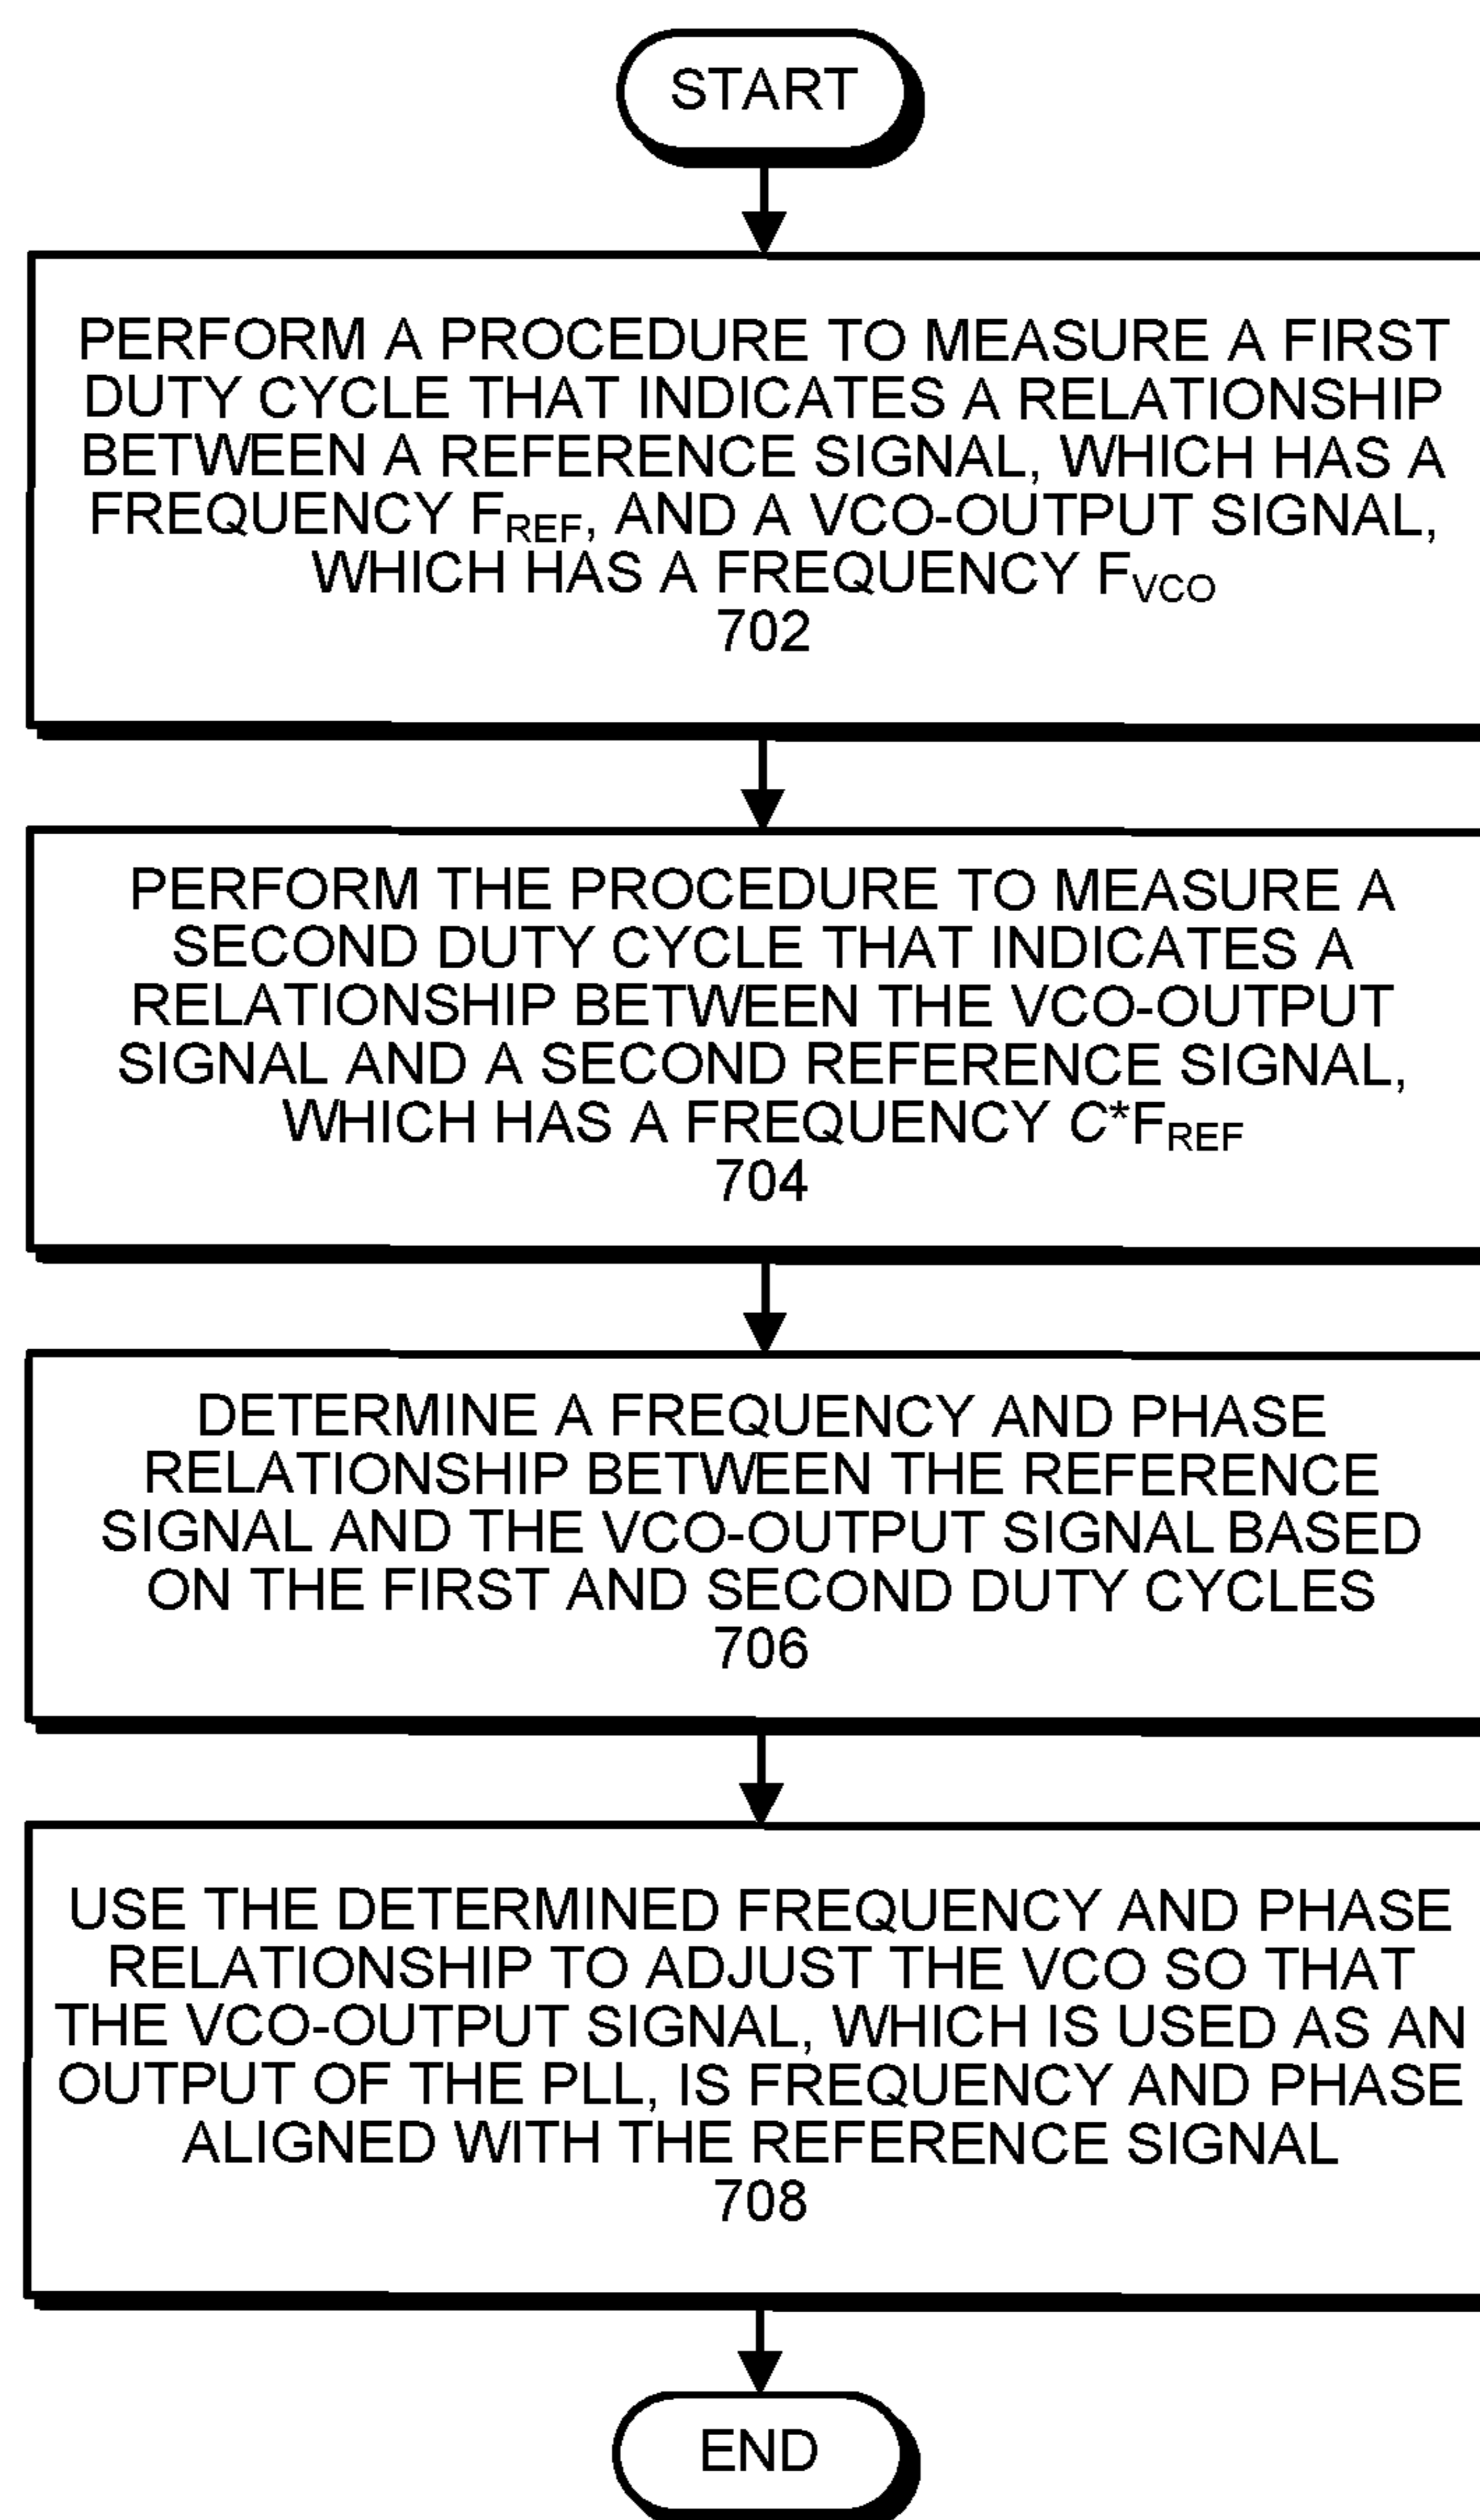 START
PERFORM A PROCEDURE TO MEASURE A FIRST
DUTY CYCLE THAT INDICATES A RELATIONSHIP
BETWEEN A REFERENCE SIGNAL, WHICH HAS A
FREQUENCY F_REF, AND A VCO-OUTPUT SIGNAL,
WHICH HAS A FREQUENCY F_VCO
702
PERFORM THE PROCEDURE TO MEASURE A
SECOND DUTY CYCLE THAT INDICATES A
RELATIONSHIP BETWEEN THE VCO-OUTPUT
SIGNAL AND A SECOND REFERENCE SIGNAL,
WHICH HAS A FREQUENCY C*F_REF
704
DETERMINE A FREQUENCY AND PHASE
RELATIONSHIP BETWEEN THE REFERENCE
SIGNAL AND THE VCO-OUTPUT SIGNAL BASED
ON THE FIRST AND SECOND DUTY CYCLES
706
USE THE DETERMINED FREQUENCY AND PHASE
RELATIONSHIP TO ADJUST THE VCO SO THAT
THE VCO-OUTPUT SIGNAL, WHICH IS USED AS AN
OUTPUT OF THE PLL, IS FREQUENCY AND PHASE
ALIGNED WITH THE REFERENCE SIGNAL
708
END